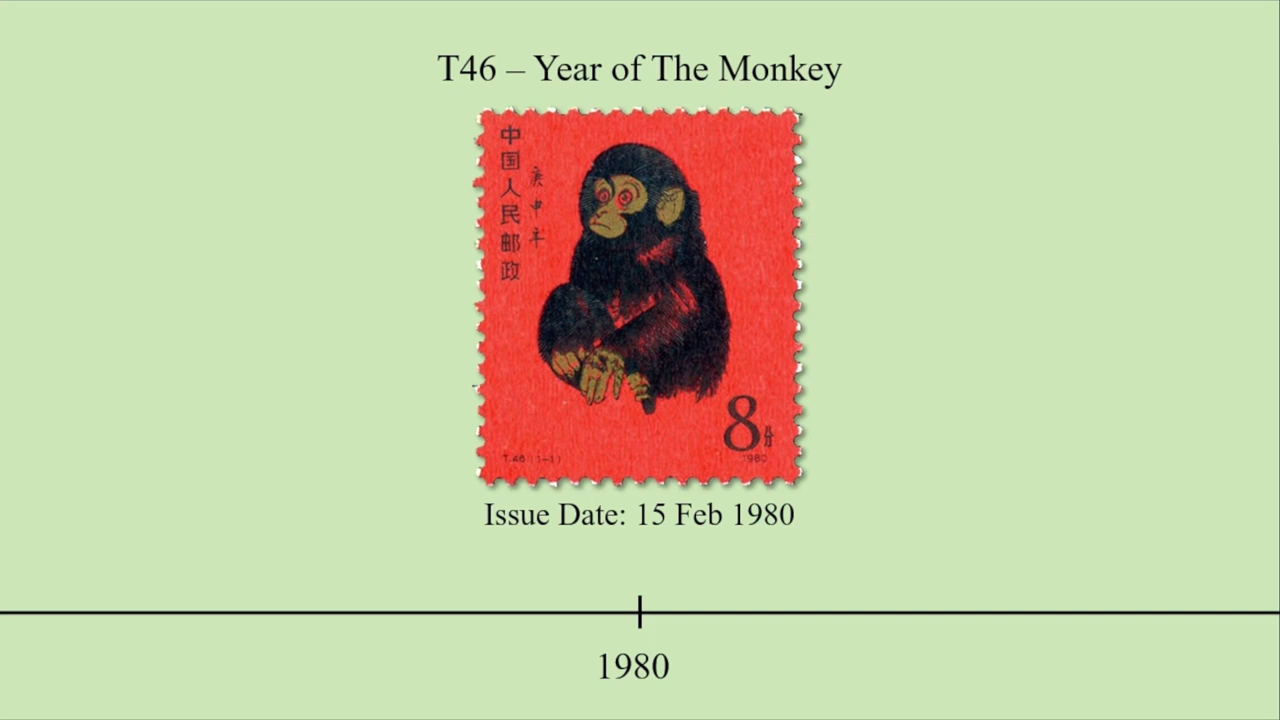 T46 – Year of The Monkey
中国人民邮政
庚申年
8分
T.46 (1-1)
1980
Issue Date: 15 Feb 1980
1980